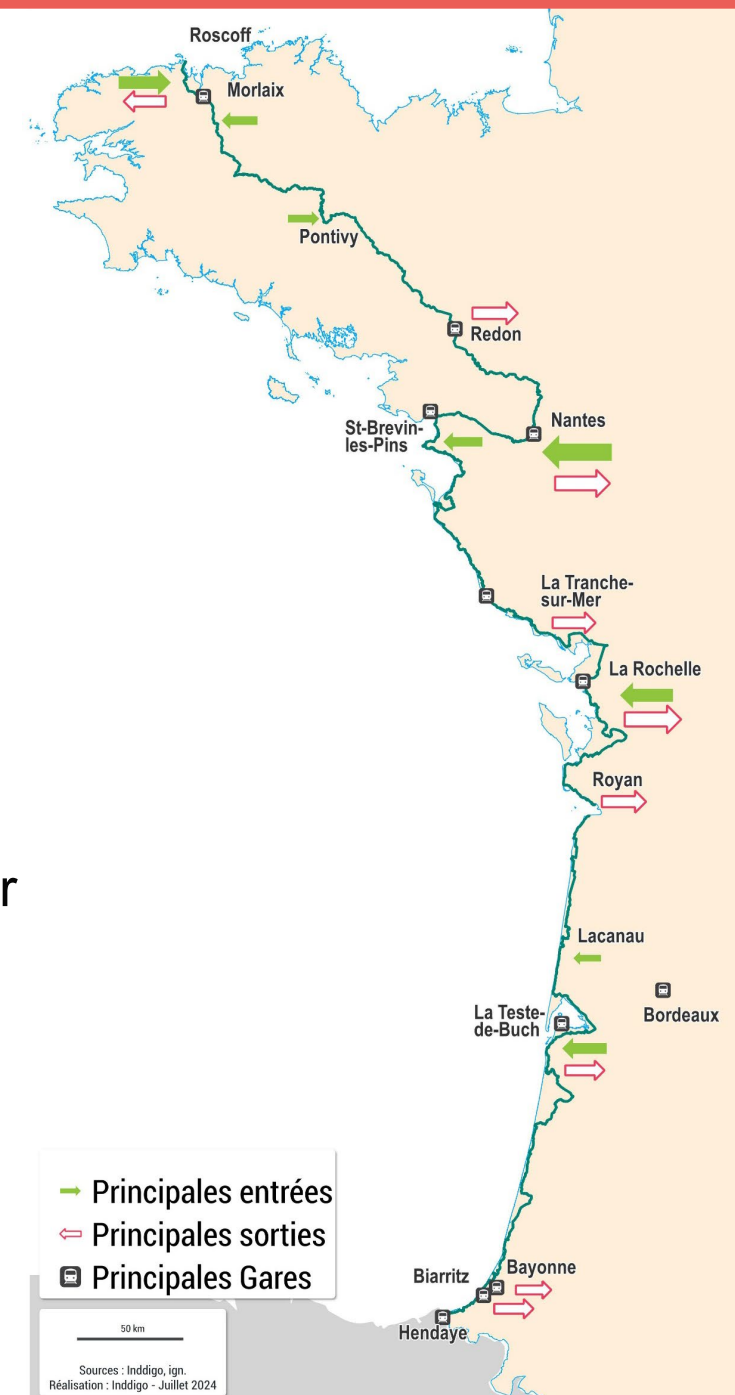 Roscoff
Morlaix
Pontivy
Redon
Nantes
St-Brevin-
les-Pins
La Tranche-
sur-Mer
La Rochelle
Royan
r
Lacanau
La Teste-
de-Buch
Bordeaux
Principales entrées
Principales sorties
Principales Gares
Biarritz
Bayonne
Hendaye
50 km
Sources : Inddigo, ign.
Réalisation : Inddigo - Juillet 2024